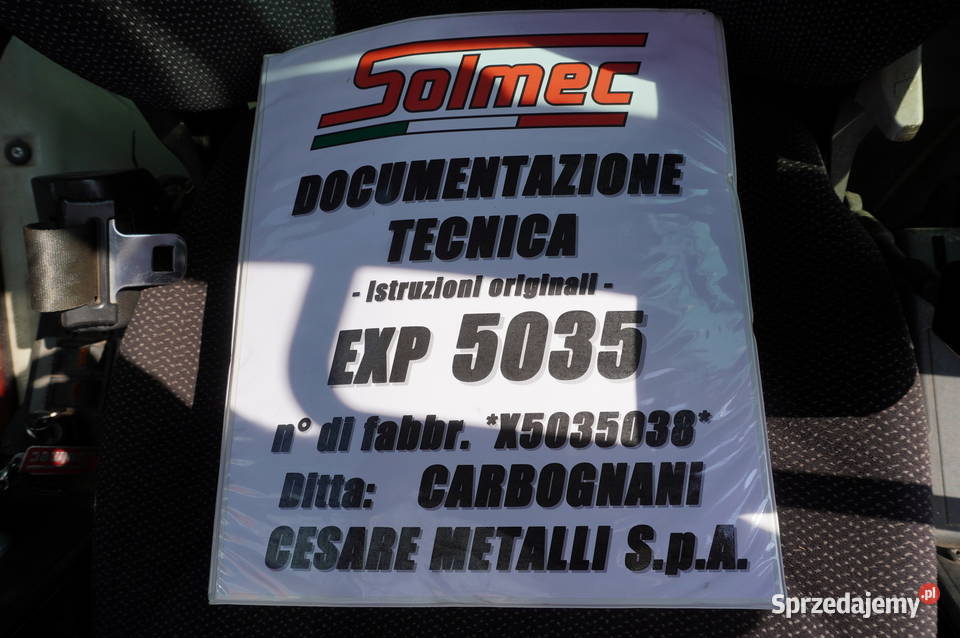 Solmec
DOCUMENTAZIONE
TECNICA
- Istruzioni originali -
EXP 5035
n° di fabbr. *X5035038*
Ditta: CARBOGNANI
CESARE METALLI S.p.A.
Sprzedajemy.pl